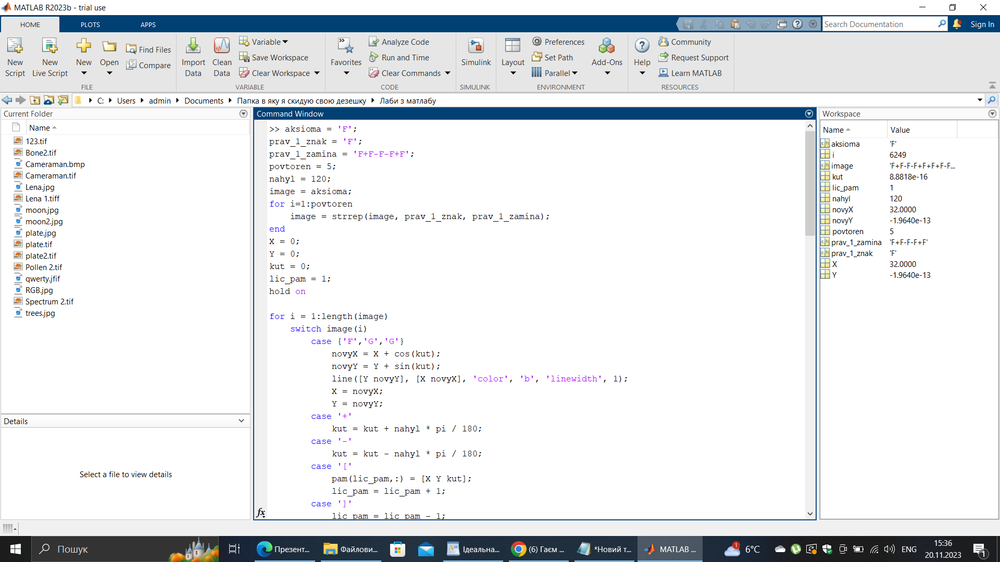 MATLAB R2023b - trial use
HOME PLOTS APPS
Search Documentation
Sign In
New Script
New Live Script
New
Open
Find Files
Compare
FILE
Import Data
Clean Data
Variable
Save Workspace
Clear Workspace
VARIABLE
Favorites
Analyze Code
Run and Time
Clear Commands
CODE
Simulink
SIMULINK
Layout
Preferences
Set Path
Parallel
Add-Ons
ENVIRONMENT
Help
Community
Request Support
Learn MATLAB
RESOURCES
C: Users admin Documents Папка в яку я скидую свою дезешку Лаби з матлабу
Current Folder
Name
123.tif
Bone2.tif
Cameraman.bmp
Cameraman.tif
Lena.jpg
Lena 1.tiff
moon.jpg
moon2.jpg
plate.jpg
plate.tif
plate2.tif
Pollen 2.tif
qwerty.jfif
RGB.jpg
Spectrum 2.tif
trees.jpg
Details
Select a file to view details
Command Window
>> aksioma = 'F';
prav_1_znak = 'F';
prav_1_zamina = 'F+F-F-F+F';
povtoren = 5;
nahyl = 120;
image = aksioma;
for i=1:povtoren
    image = strrep(image, prav_1_znak, prav_1_zamina);
end
X = 0;
Y = 0;
kut = 0;
lic_pam = 1;
hold on
for i = 1:length(image)
    switch image(i)
        case {'F','G','G'}
            novyX = X + cos(kut);
            novyY = Y + sin(kut);
            line([Y novyY], [X novyX], 'color', 'b', 'linewidth', 1);
            X = novyX;
            Y = novyY;
        case '+'
            kut = kut + nahyl * pi / 180;
        case '-'
            kut = kut - nahyl * pi / 180;
        case '['
            pam(lic_pam,:) = [X Y kut];
            lic_pam = lic_pam + 1;
        case ']'
            lic_pam = lic_pam - 1;
fx
Workspace
Name Value
aksioma 'F'
i 6249
image 'F+F-F-F+F+F+F-F...
kut 8.8818e-16
lic_pam 1
nahyl 120
novyX 32.0000
novyY -1.9640e-13
povtoren 5
prav_1_zamina 'F+F-F-F+F'
prav_1_znak 'F'
X 32.0000
Y -1.9640e-13
Пошук
Презент...
Файлови...
Ідеальна...
(6) Гаєм ...
*Новий т...
MATLAB ...
1
6°C
ENG
15:36
20.11.2023
1